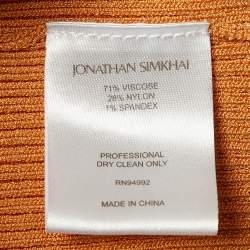 JONATHAN SIMKHAI
71% VISCOSE
28% NYLON
1% SPANDEX
PROFESSIONAL
DRY CLEAN ONLY
RN94992
MADE IN CHINA